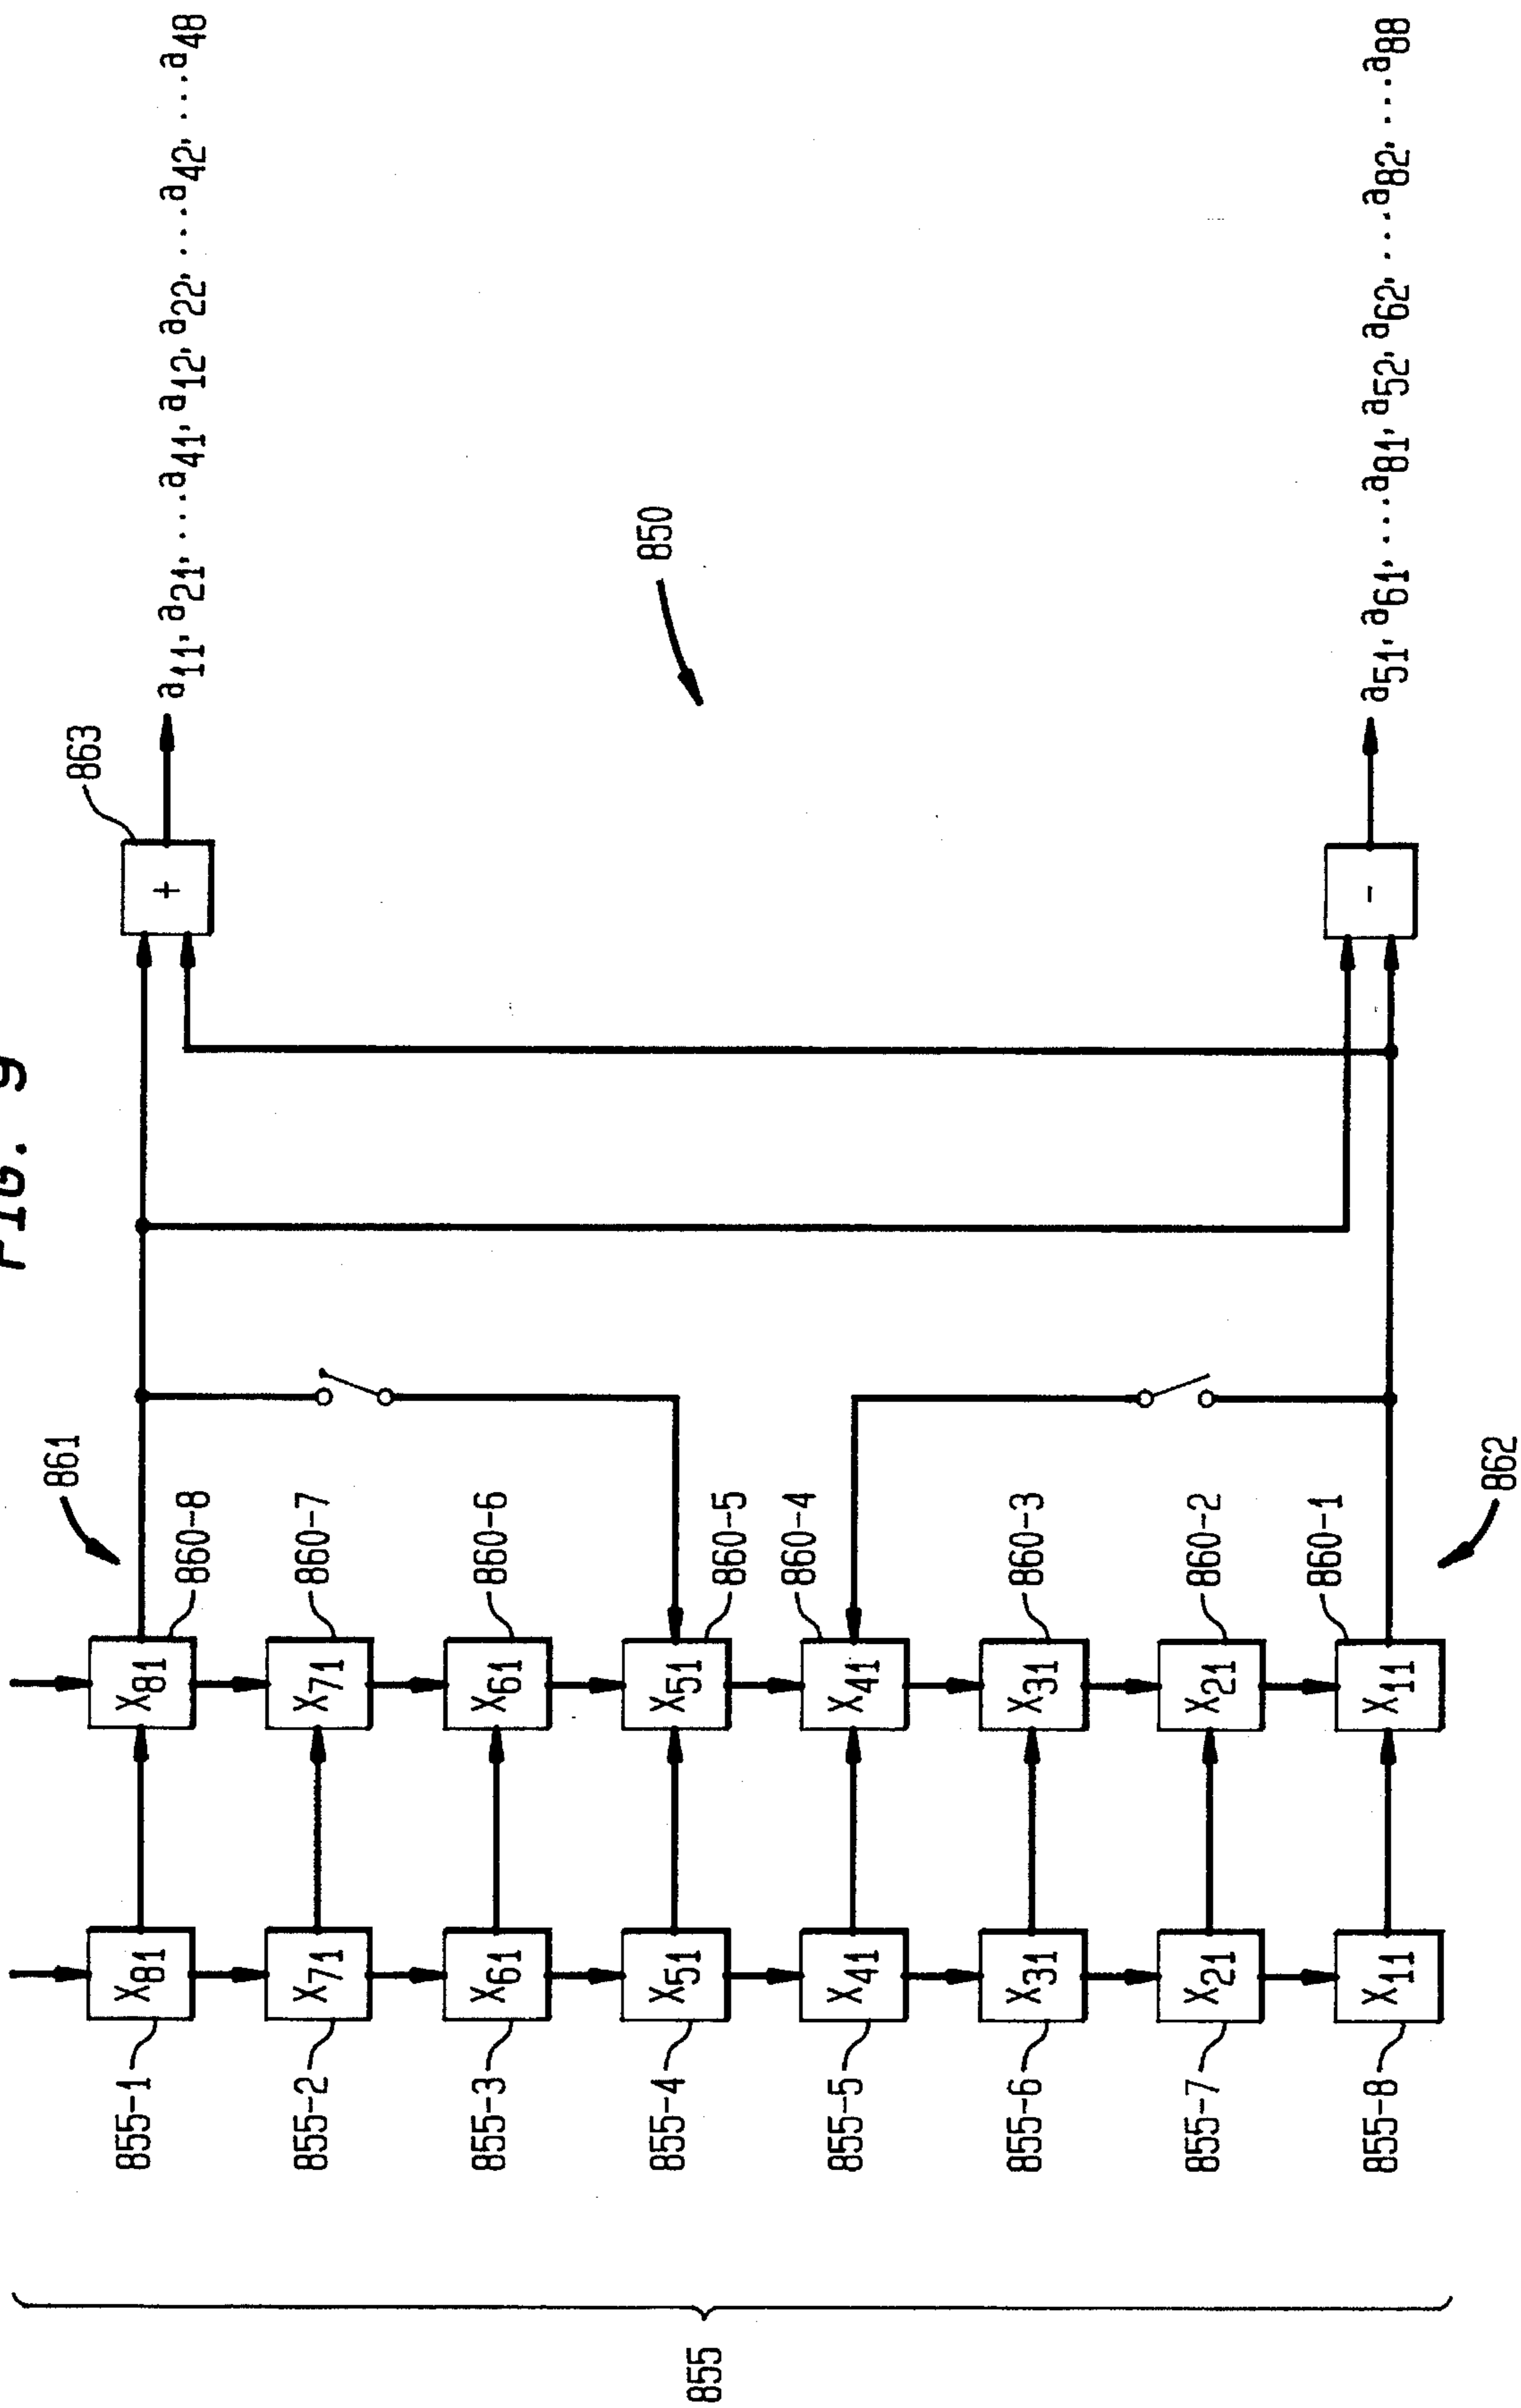 FIG. 9
855
855-1
855-2
855-3
855-4
855-5
855-6
855-7
855-8
X81
X71
X61
X51
X41
X31
X21
X11
861
X81
860-8
X71
860-7
X61
860-6
X51
860-5
X41
860-4
X31
860-3
X21
860-2
X11
860-1
862
863
+
-
850
a11, a21, ...a41, a12, a22, ...a42, ...a48
a51, a61, ...a81, a52, a62, ...a82, ...a88